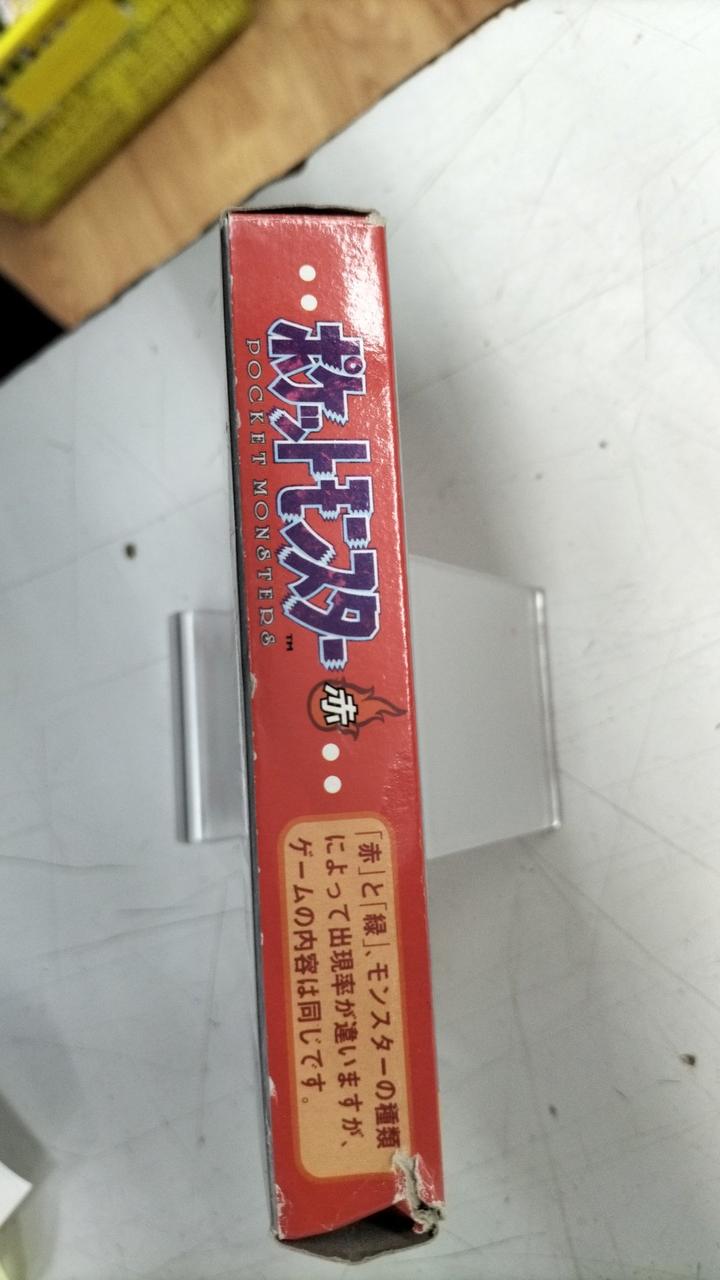 ポケットモンスター 赤
POCKET MONSTERS ™
「赤」と「緑」、モンスターの種類
によって出現率が違いますが、
ゲームの内容は同じです。